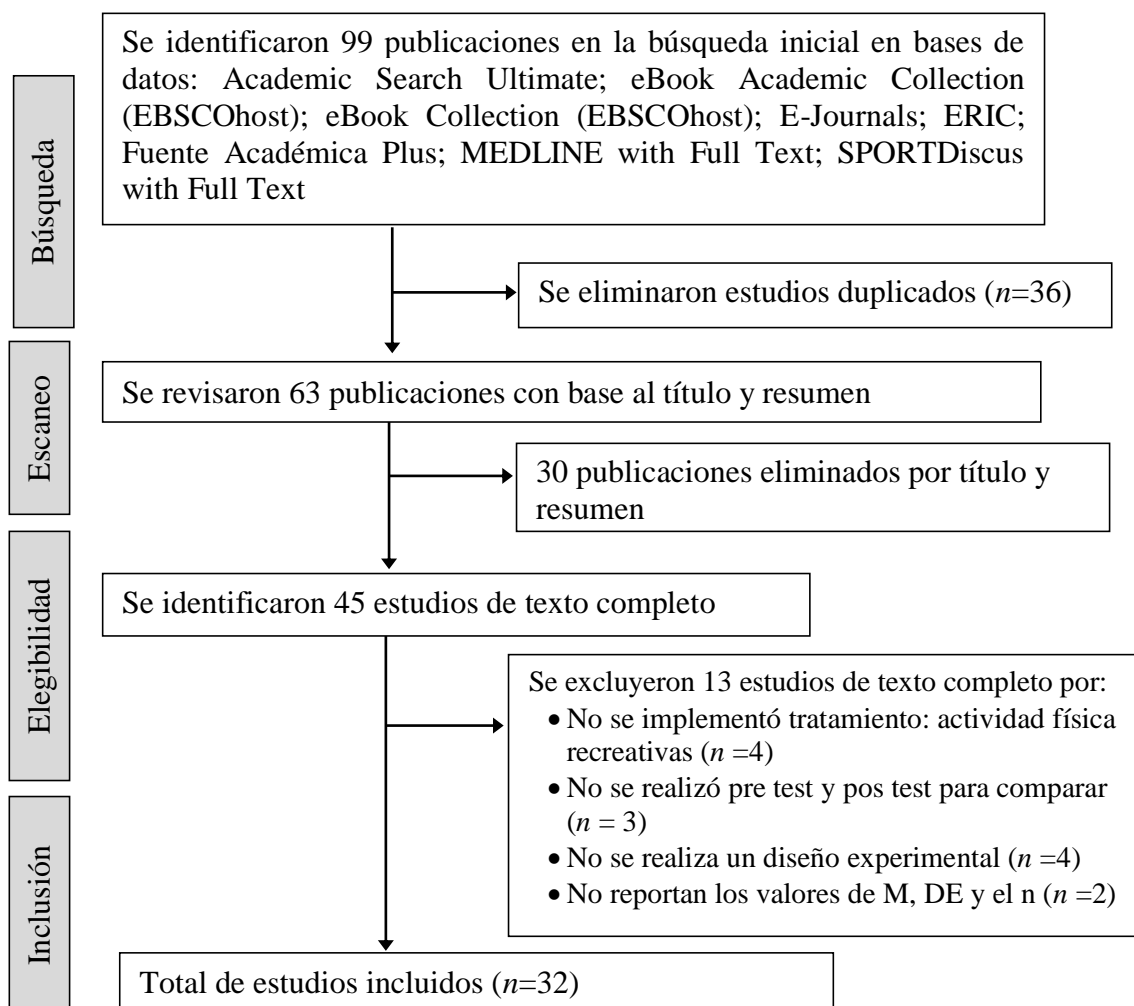 Se identificaron 99 publicaciones en la búsqueda inicial en bases de
datos: Academic Search Ultimate; eBook Academic Collection
(EBSCOhost); eBook Collection (EBSCOhost); E-Journals; ERIC;
Fuente Académica Plus; MEDLINE with Full Text; SPORTDiscus
with Full Text
Búsqueda
Se eliminaron estudios duplicados (n=36)
Escaneo
Se revisaron 63 publicaciones con base al título y resumen
30 publicaciones eliminados por título y
resumen
Elegibilidad
Se identificaron 45 estudios de texto completo
Se excluyeron 13 estudios de texto completo por:
• No se implementó tratamiento: actividad física
recreativas (n =4)
• No se realizó pre test y pos test para comparar
(n = 3)
• No se realiza un diseño experimental (n =4)
• No reportan los valores de M, DE y el n (n =2)
Inclusión
Total de estudios incluidos (n=32)